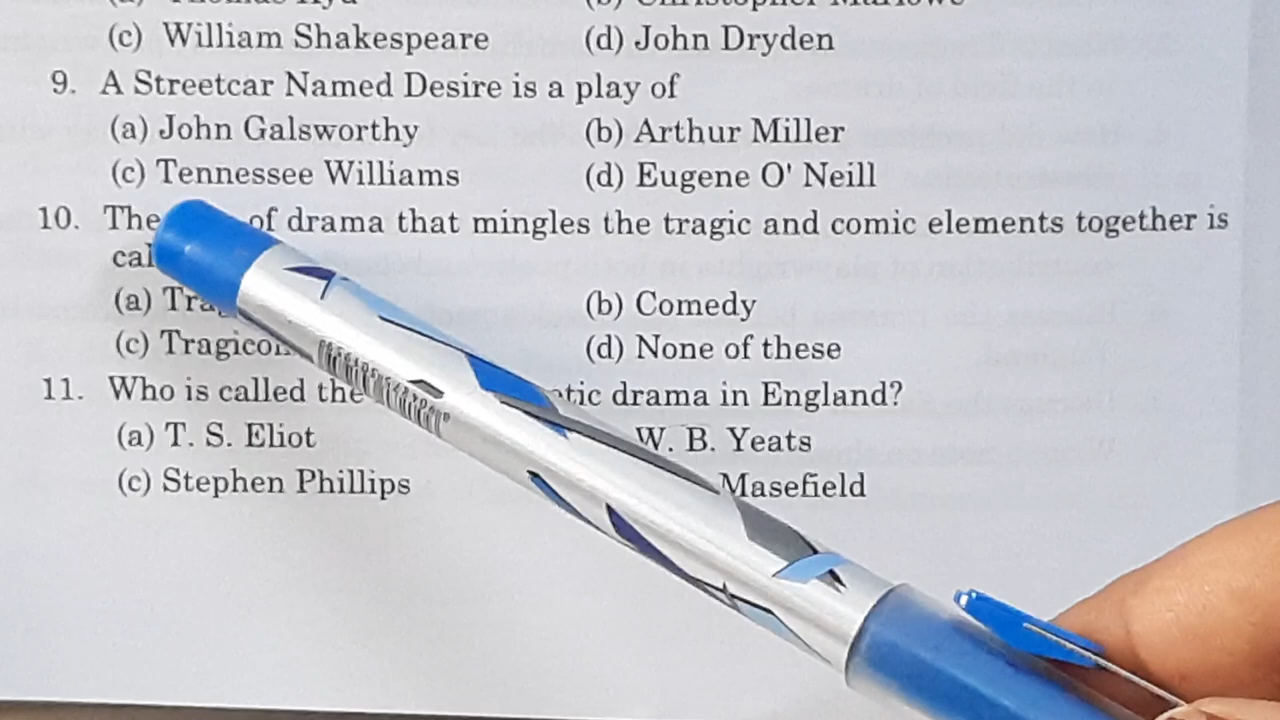 (c) William Shakespeare (d) John Dryden
9. A Streetcar Named Desire is a play of
(a) John Galsworthy (b) Arthur Miller
(c) Tennessee Williams (d) Eugene O' Neill
10. The of drama that mingles the tragic and comic elements together is
(a) (b) Comedy
(c) (d) None of these
11. Who is called the drama in England?
(a) T. S. Eliot W. B. Yeats
(c) Stephen Phillips Masefield